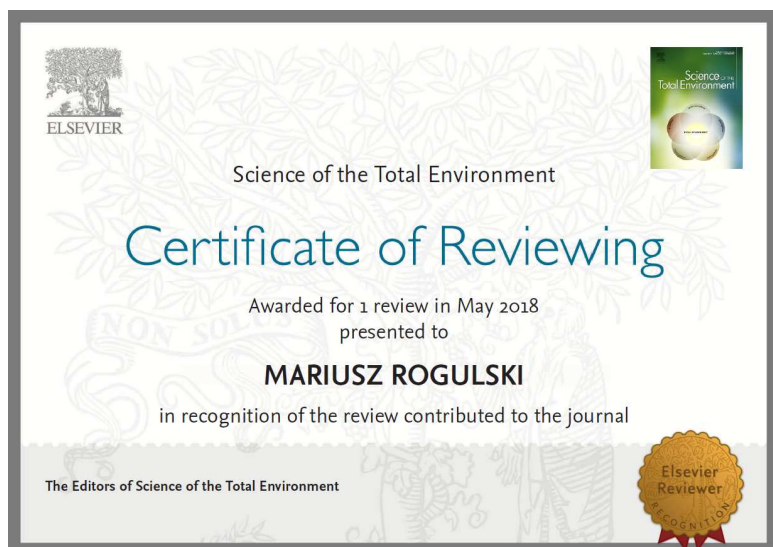 ELSEVIER
Science OF THE
Total Environment
Science of the Total Environment
Certificate of Reviewing
Awarded for 1 review in May 2018
presented to
NON SOLUS
MARIUSZ ROGULSKI
in recognition of the review contributed to the journal
The Editors of Science of the Total Environment
Elsevier
Reviewer
RECOGNITION